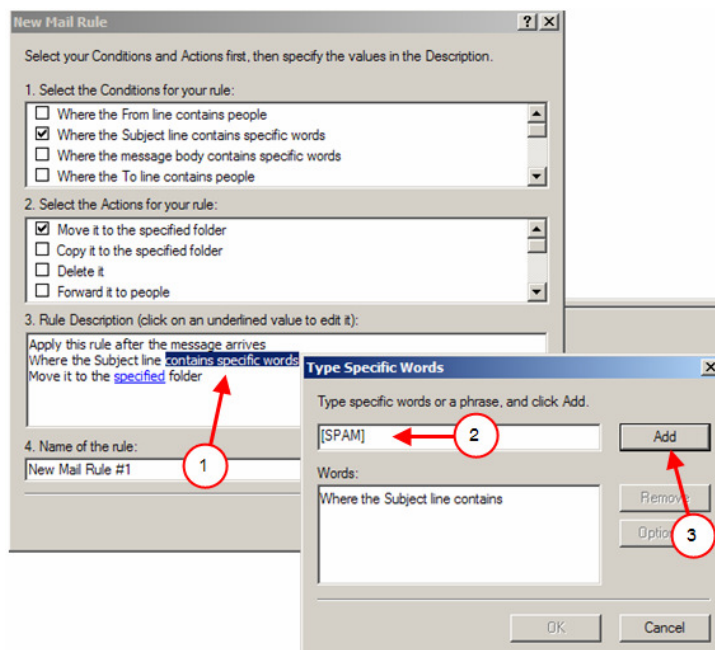 New Mail Rule
Select your Conditions and Actions first, then specify the values in the Description.
1. Select the Conditions for your rule:
Where the From line contains people
Where the Subject line contains specific words
Where the message body contains specific words
Where the To line contains people
2. Select the Actions for your rule:
Move it to the specified folder
Copy it to the specified folder
Delete it
Forward it to people
3. Rule Description (click on an underlined value to edit it):
Apply this rule after the message arrives
Where the Subject line contains specific words
Move it to the specified folder
4. Name of the rule:
New Mail Rule #1
1
Type Specific Words
Type specific words or a phrase, and click Add.
[SPAM]
2
Add
Words:
Where the Subject line contains
Remove
3
OK
Cancel